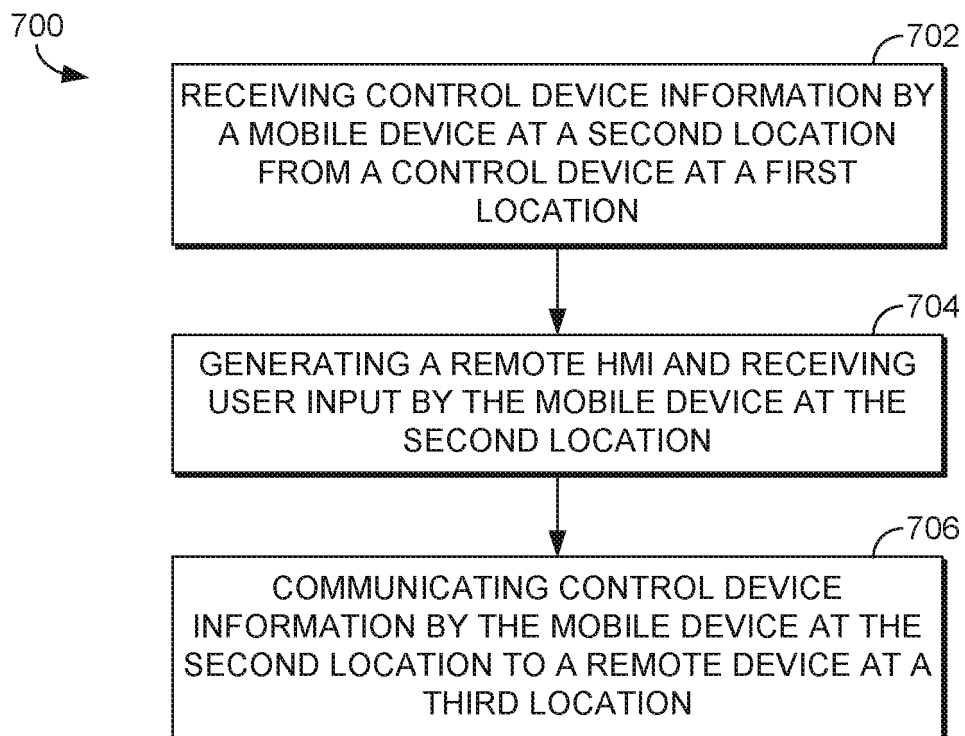 700
702
RECEIVING CONTROL DEVICE INFORMATION BY
A MOBILE DEVICE AT A SECOND LOCATION
FROM A CONTROL DEVICE AT A FIRST
LOCATION
704
GENERATING A REMOTE HMI AND RECEIVING
USER INPUT BY THE MOBILE DEVICE AT THE
SECOND LOCATION
706
COMMUNICATING CONTROL DEVICE
INFORMATION BY THE MOBILE DEVICE AT THE
SECOND LOCATION TO A REMOTE DEVICE AT A
THIRD LOCATION